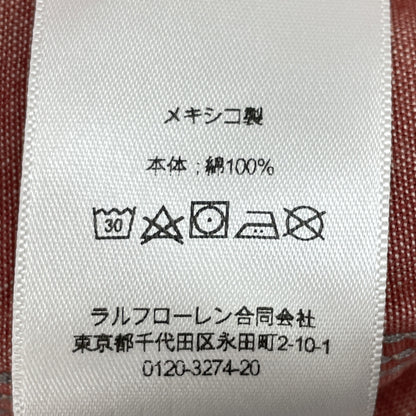 メキシコ製
本体 ; 綿100%
30
ラルフローレン合同会社
東京都千代田区永田町2-10-1
0120-3274-20